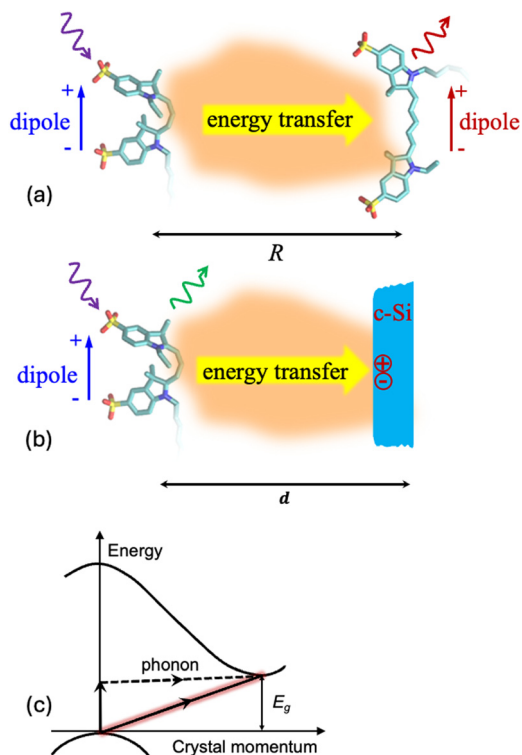 +
dipole
-
energy transfer
+
dipole
-
(a)
R
c-Si
+
dipole
-
energy transfer
+
-
(b)
d
Energy
phonon
(c)
Eg
Crystal momentum